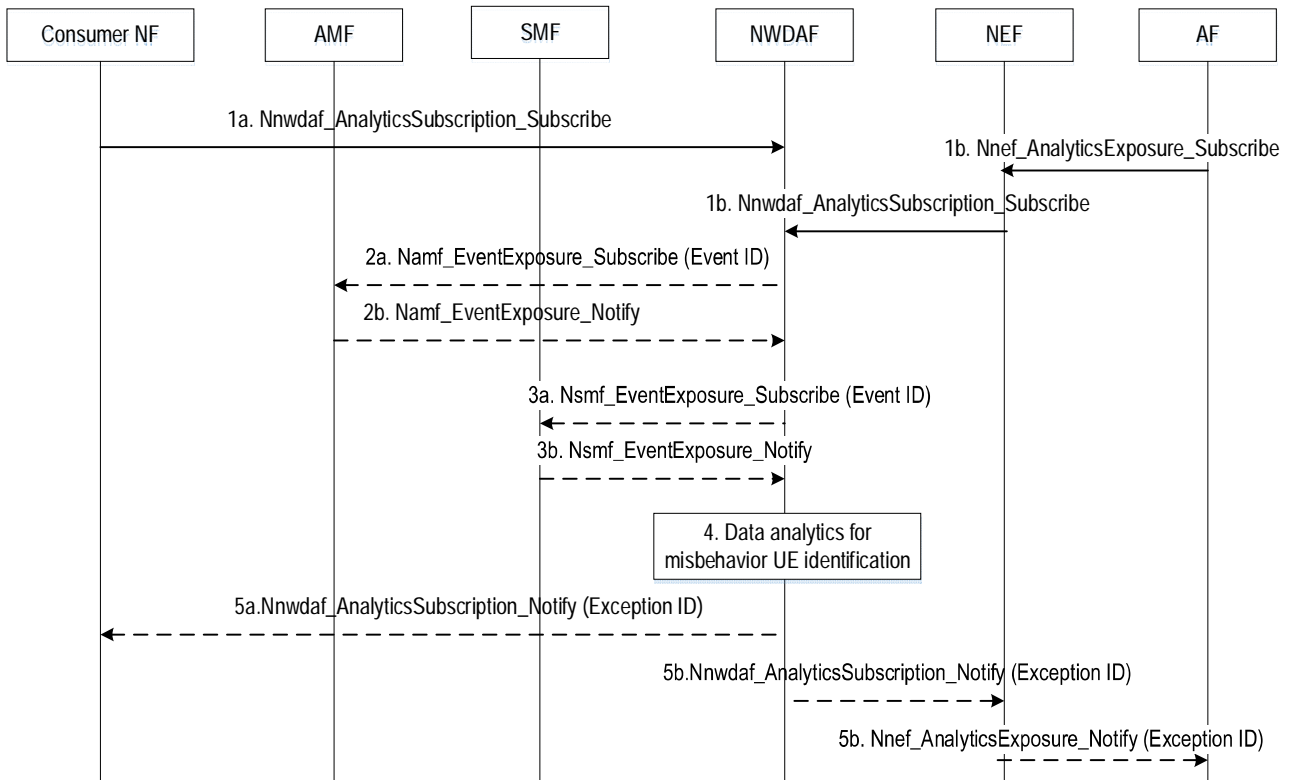 Consumer NF
AMF
SMF
NWDAF
NEF
AF
1a. Nnwdaf_AnalyticsSubscription_Subscribe
1b. Nnef_AnalyticsExposure_Subscribe
1b. Nnwdaf_AnalyticsSubscription_Subscribe
2a. Namf_EventExposure_Subscribe (Event ID)
2b. Namf_EventExposure_Notify
3a. Nsmf_EventExposure_Subscribe (Event ID)
3b. Nsmf_EventExposure_Notify
4. Data analytics for
misbehavior UE identification
5a.Nnwdaf_AnalyticsSubscription_Notify (Exception ID)
5b.Nnwdaf_AnalyticsSubscription_Notify (Exception ID)
5b. Nnef_AnalyticsExposure_Notify (Exception ID)